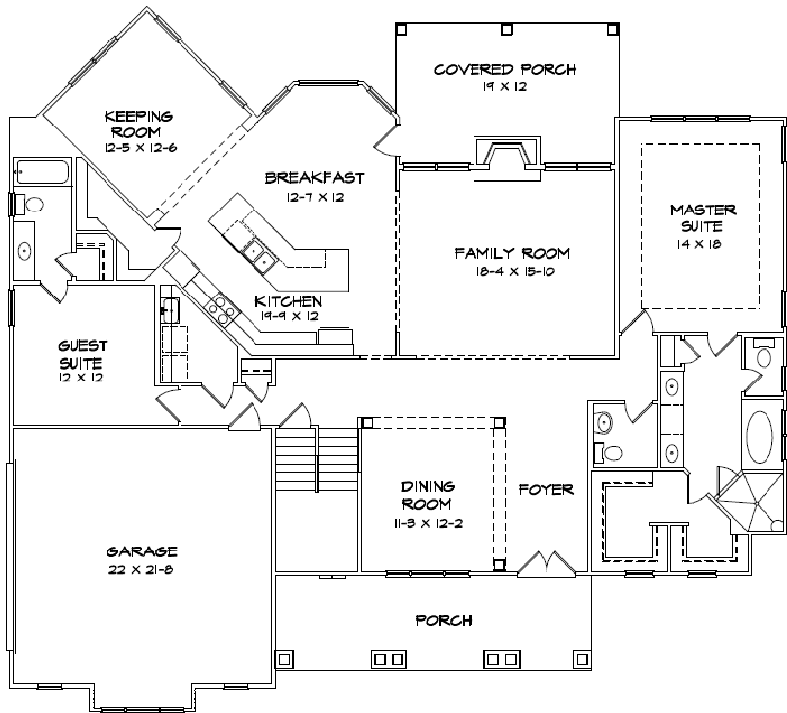 COVERED PORCH
19 X 12
KEEPING
ROOM
12-5 X 12-6
BREAKFAST
12-7 X 12
MASTER
SUITE
14 X 18
FAMILY ROOM
18-4 X 15-10
KITCHEN
19-9 X 12
GUEST
SUITE
12 X 12
DINING
ROOM
11-3 X 12-2
FOYER
GARAGE
22 X 21-8
PORCH